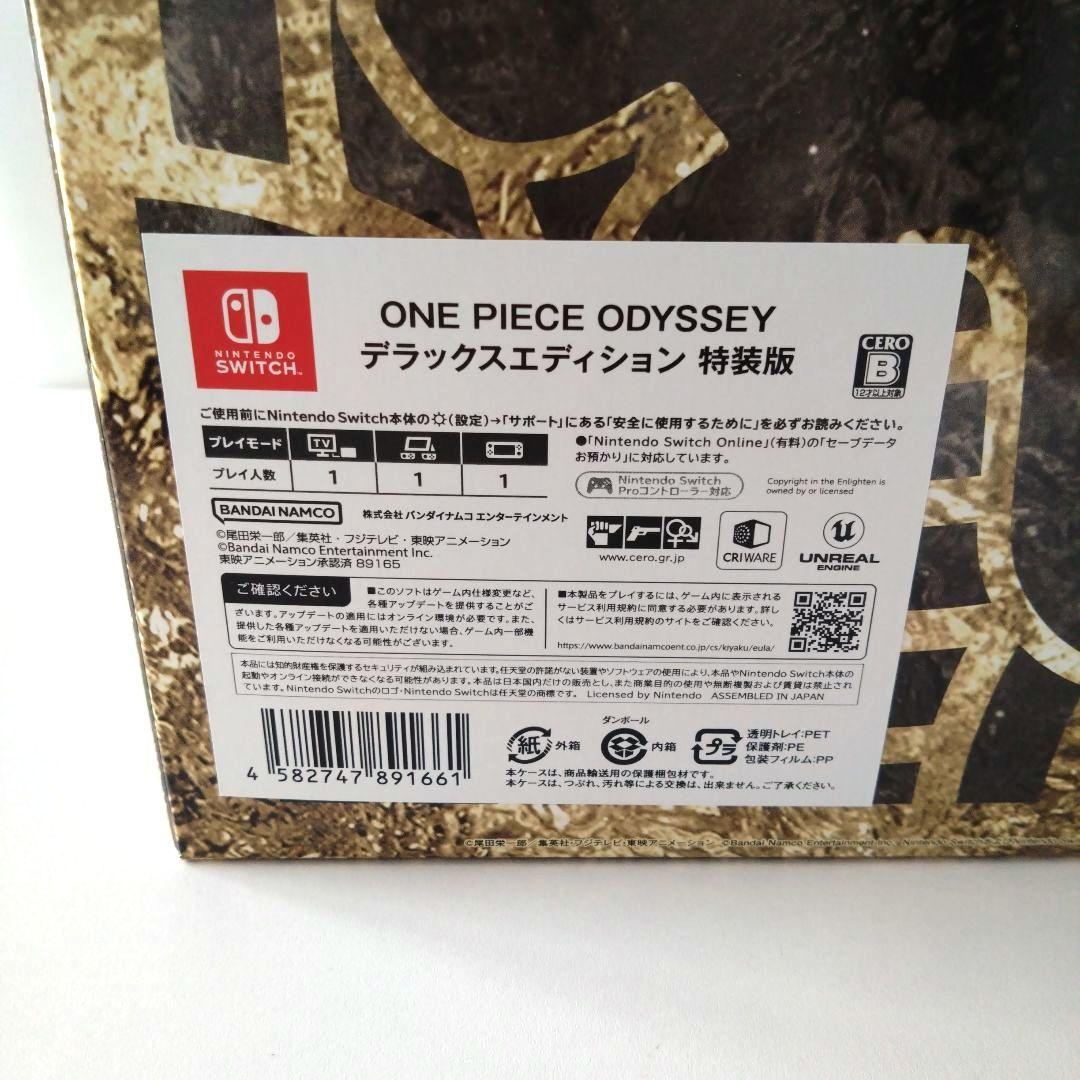 NINTENDO
SWITCH™
ONE PIECE ODYSSEY
デラックスエディション 特装版
CERO
B
12才以上対象
ご使用前にNintendo Switch本体の(設定)→「サポート」にある「安全に使用するために」を必ずお読みください。
プレイモード TV
プレイ人数 1 1 1
●「Nintendo Switch Online」(有料)の「セーブデータ
お預かり」に対応しています。
Nintendo Switch
Proコントローラー対応
Copyright in the Enlighten is
owned by or licensed
BANDAI NAMCO 株式会社 バンダイナムコ エンターテインメント
©尾田栄一郎/集英社・フジテレビ・東映アニメーション
©Bandai Namco Entertainment Inc.
東映アニメーション承認済 89165
www.cero.gr.jp
CRIWARE
UNREAL
ENGINE
ご確認ください
■このソフトはゲーム内仕様変更など、
各種アップデートを提供することがご
ざいます。アップデートの適用にはオンライン環境が必要です。また、
提供した各種アップデートを適用いただけない場合、ゲーム内一部機
能をご利用いただけなくなる可能性がございます。
■本製品をプレイするには、ゲーム内に表示される
サービス利用規約に同意する必要があります。詳し
くはサービス利用規約のサイトをご確認ください。
https://www.bandainamcoent.co.jp/cs/kiyaku/eula/
本品には知的財産権を保護するセキュリティが組み込まれています。任天堂の許諾がない装置やソフトウェアの使用により、本品やNintendo Switch本体の
起動やオンライン接続ができなくなる可能性があります。本品は日本国内だけの販売とし、また商業目的の使用や無断複製および賃貸は禁止され
ています。Nintendo Switchのロゴ・Nintendo Switchは任天堂の商標です。 Licensed by Nintendo ASSEMBLED IN JAPAN
4 582747 891661
紙 外箱
ダンボール
内箱
プラ
透明トレイ:PET
保護剤:PE
包装フィルム:PP
本ケースは、商品輸送用の保護梱包材です。
本ケースは、つぶれ、汚れ等による交換は、出来ません。ご了承ください。
©尾田栄一郎/集英社・フジテレビ・東映アニメーション ©Bandai Namco Entertainment Inc.